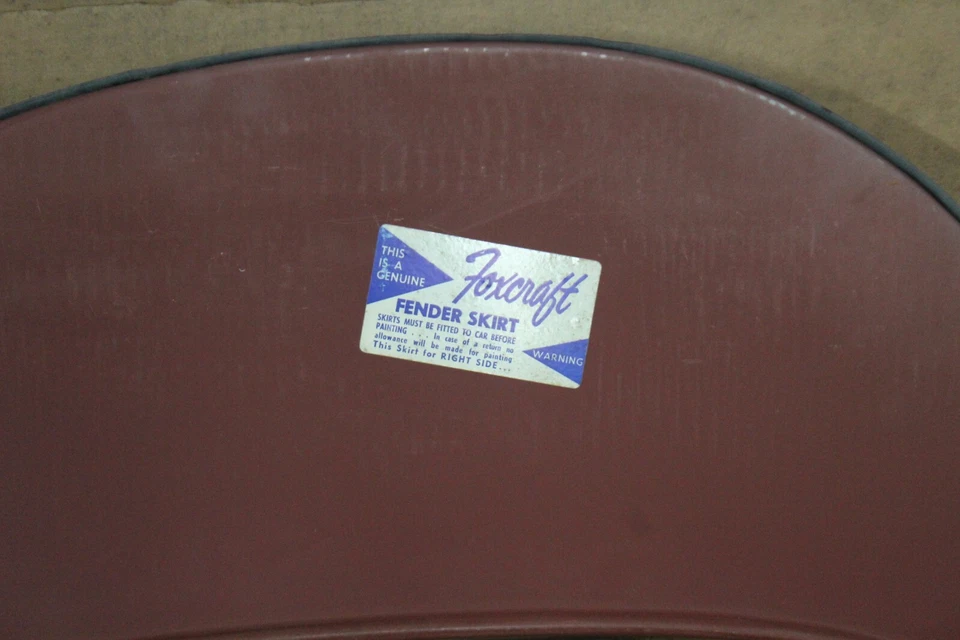 THIS
IS A
GENUINE
Foxcraft
FENDER SKIRT
SKIRTS MUST BE FITTED TO CAR BEFORE
PAINTING . . . In case of a return no
allowance will be made for painting
This Skirt for RIGHT SIDE...
WARNING